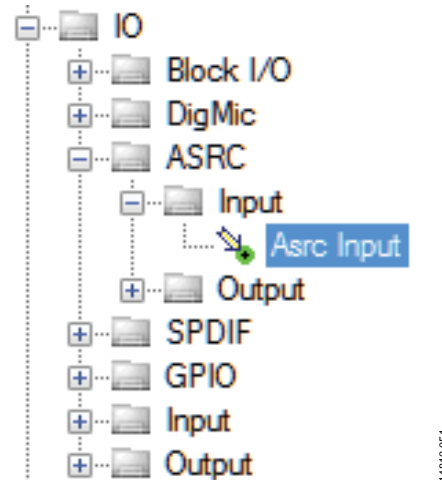 IO
Block I/O
DigMic
ASRC
Input
Asrc Input
Output
SPDIF
GPIO
Input
Output